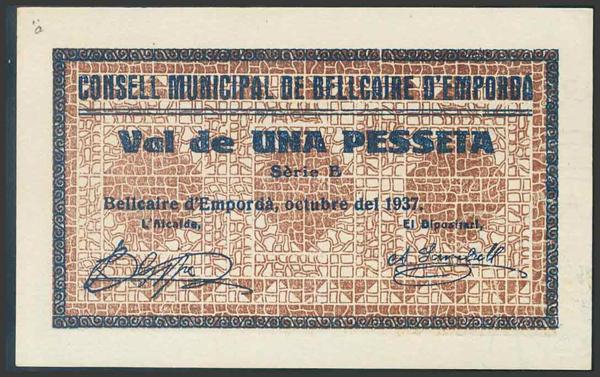 CONSELL MUNICIPAL DE BELLCAIRE D'EMPORDÀ
Val de UNA PESSETA
Sèrie B
Bellcaire d'Empordà, octubre del 1937.
L'Alcalde, El Dipositari,